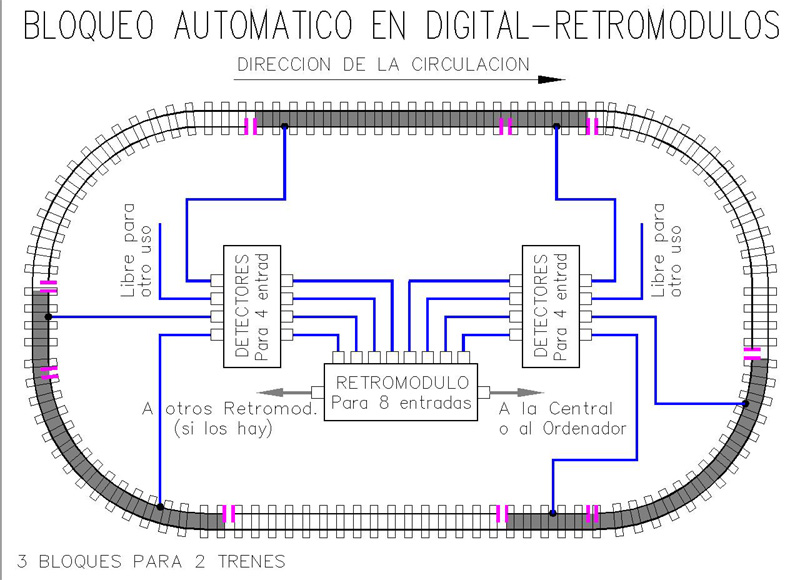 BLOQUEO AUTOMATICO EN DIGITAL-RETROMODULOS
DIRECCION DE LA CIRCULACION
Libre para
otro uso
DETECTORES
Para 4 entrad
DETECTORES
Para 4 entrad
Libre para
otro uso
RETROMODULO
Para 8 entradas
A otros Retromod.
(si los hay)
A la Central
o al Ordenador
3 BLOQUES PARA 2 TRENES